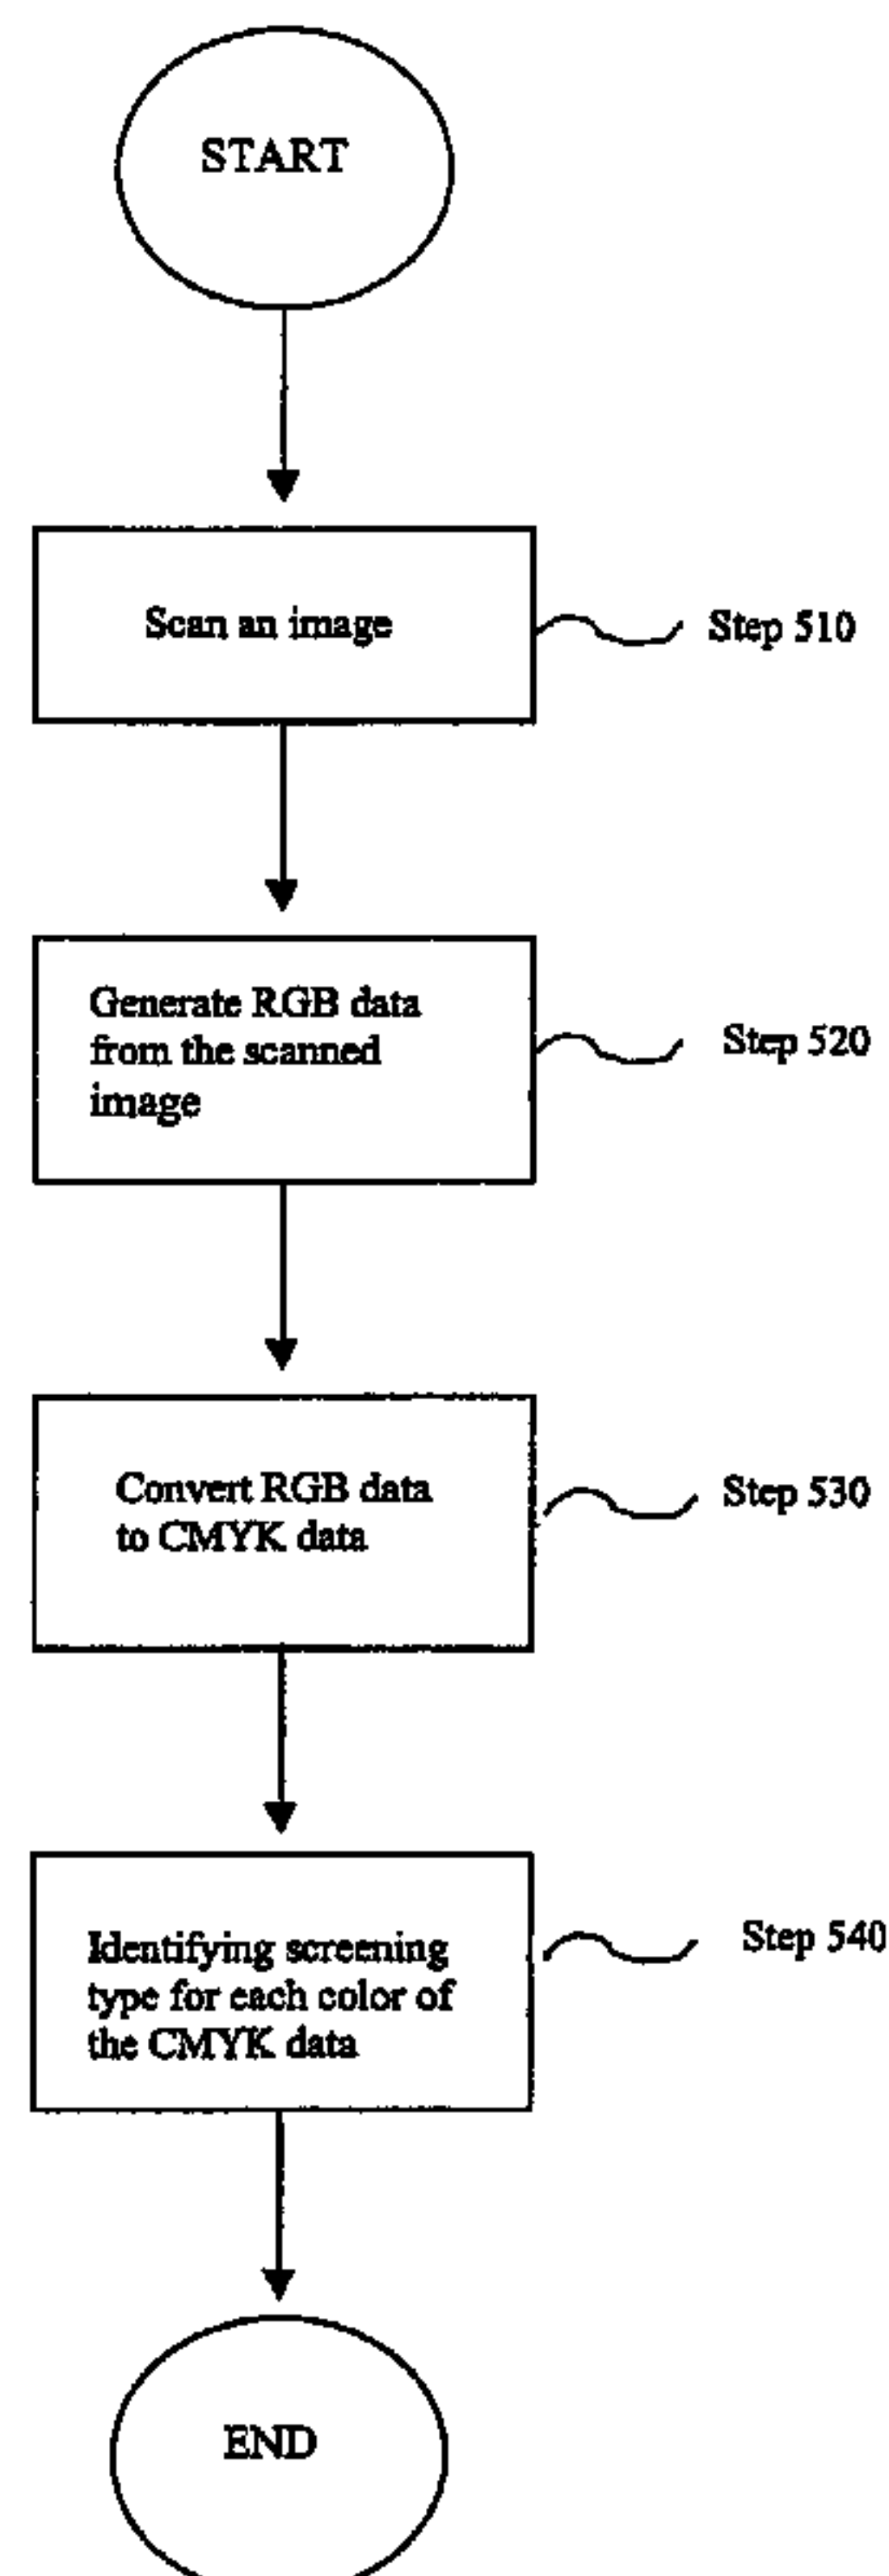 START
Scan an image
Step 510
Generate RGB data
from the scanned
image
Step 520
Convert RGB data
to CMYK data
Step 530
Identifying screening
type for each color of
the CMYK data
Step 540
END